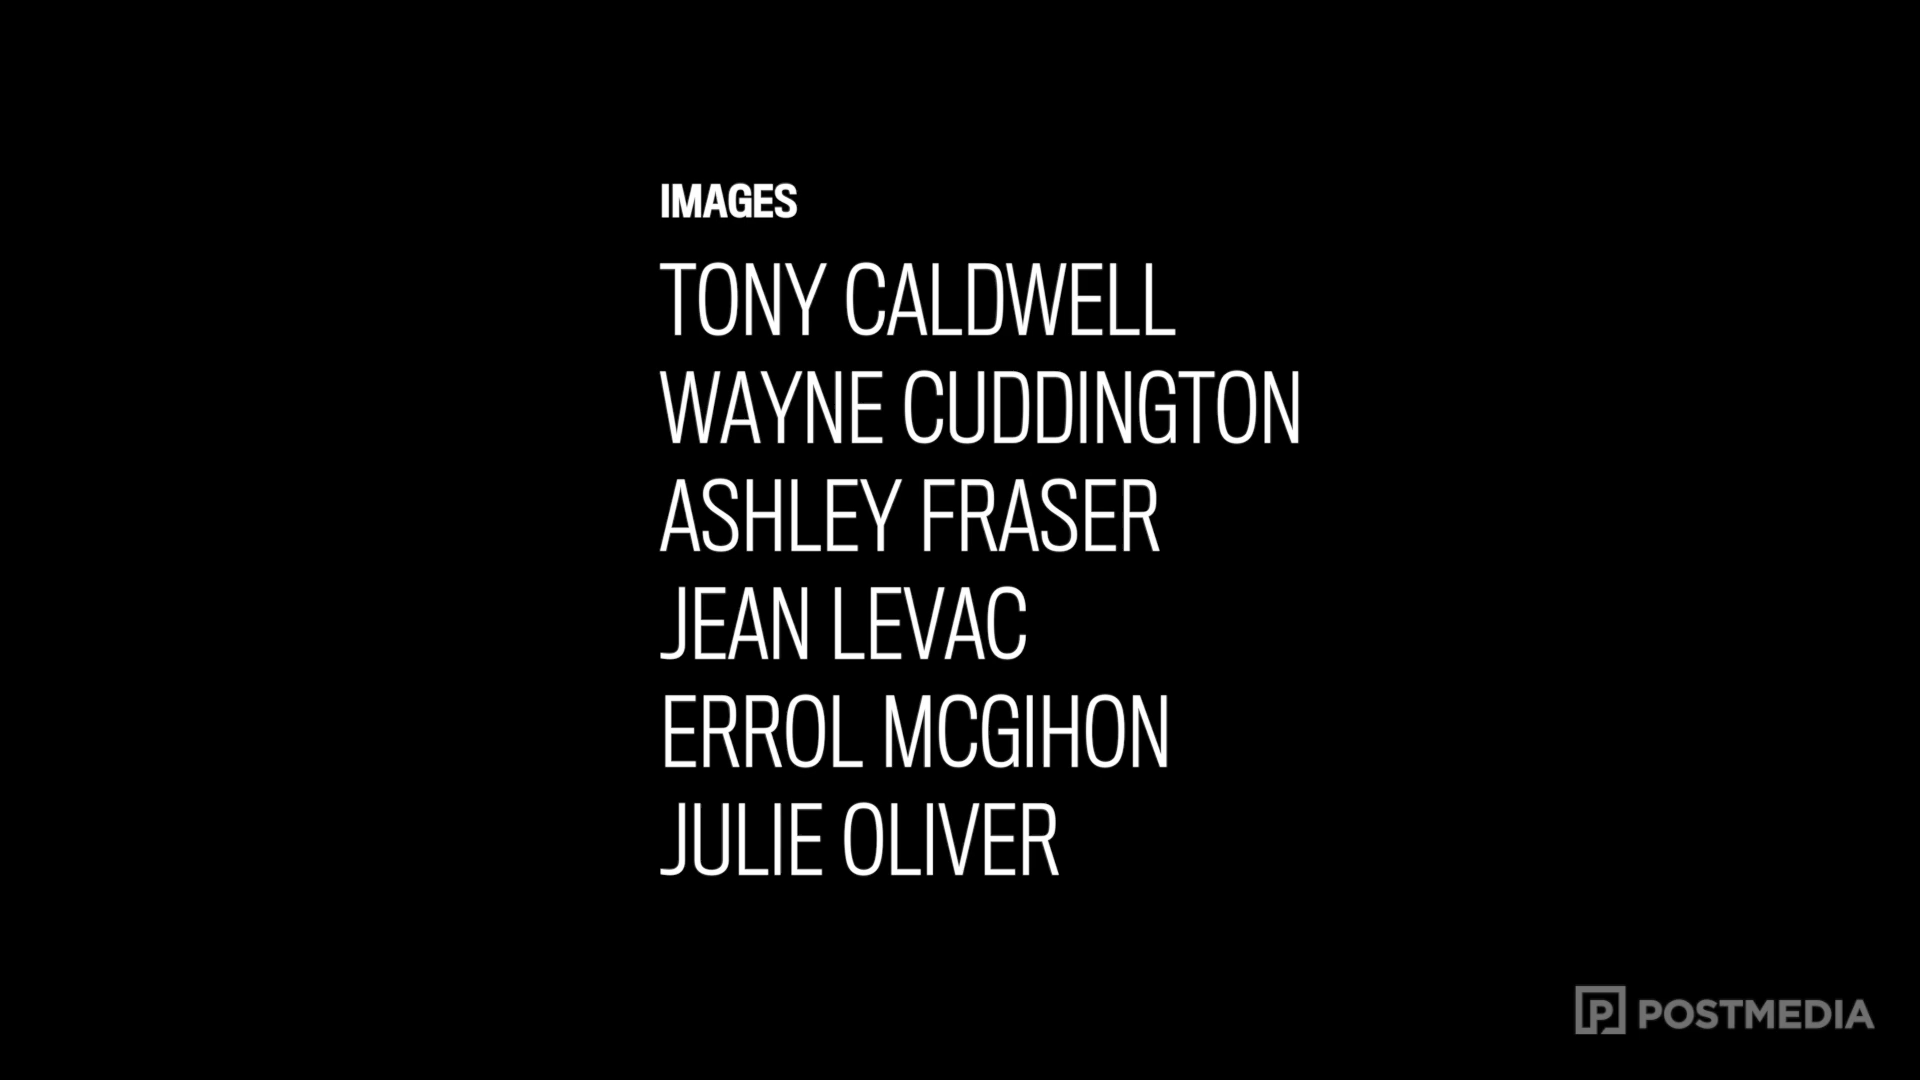 IMAGES
TONY CALDWELL
WAYNE CUDDINGTON
ASHLEY FRASER
JEAN LEVAC
ERROL MCGIHON
JULIE OLIVER
P POSTMEDIA